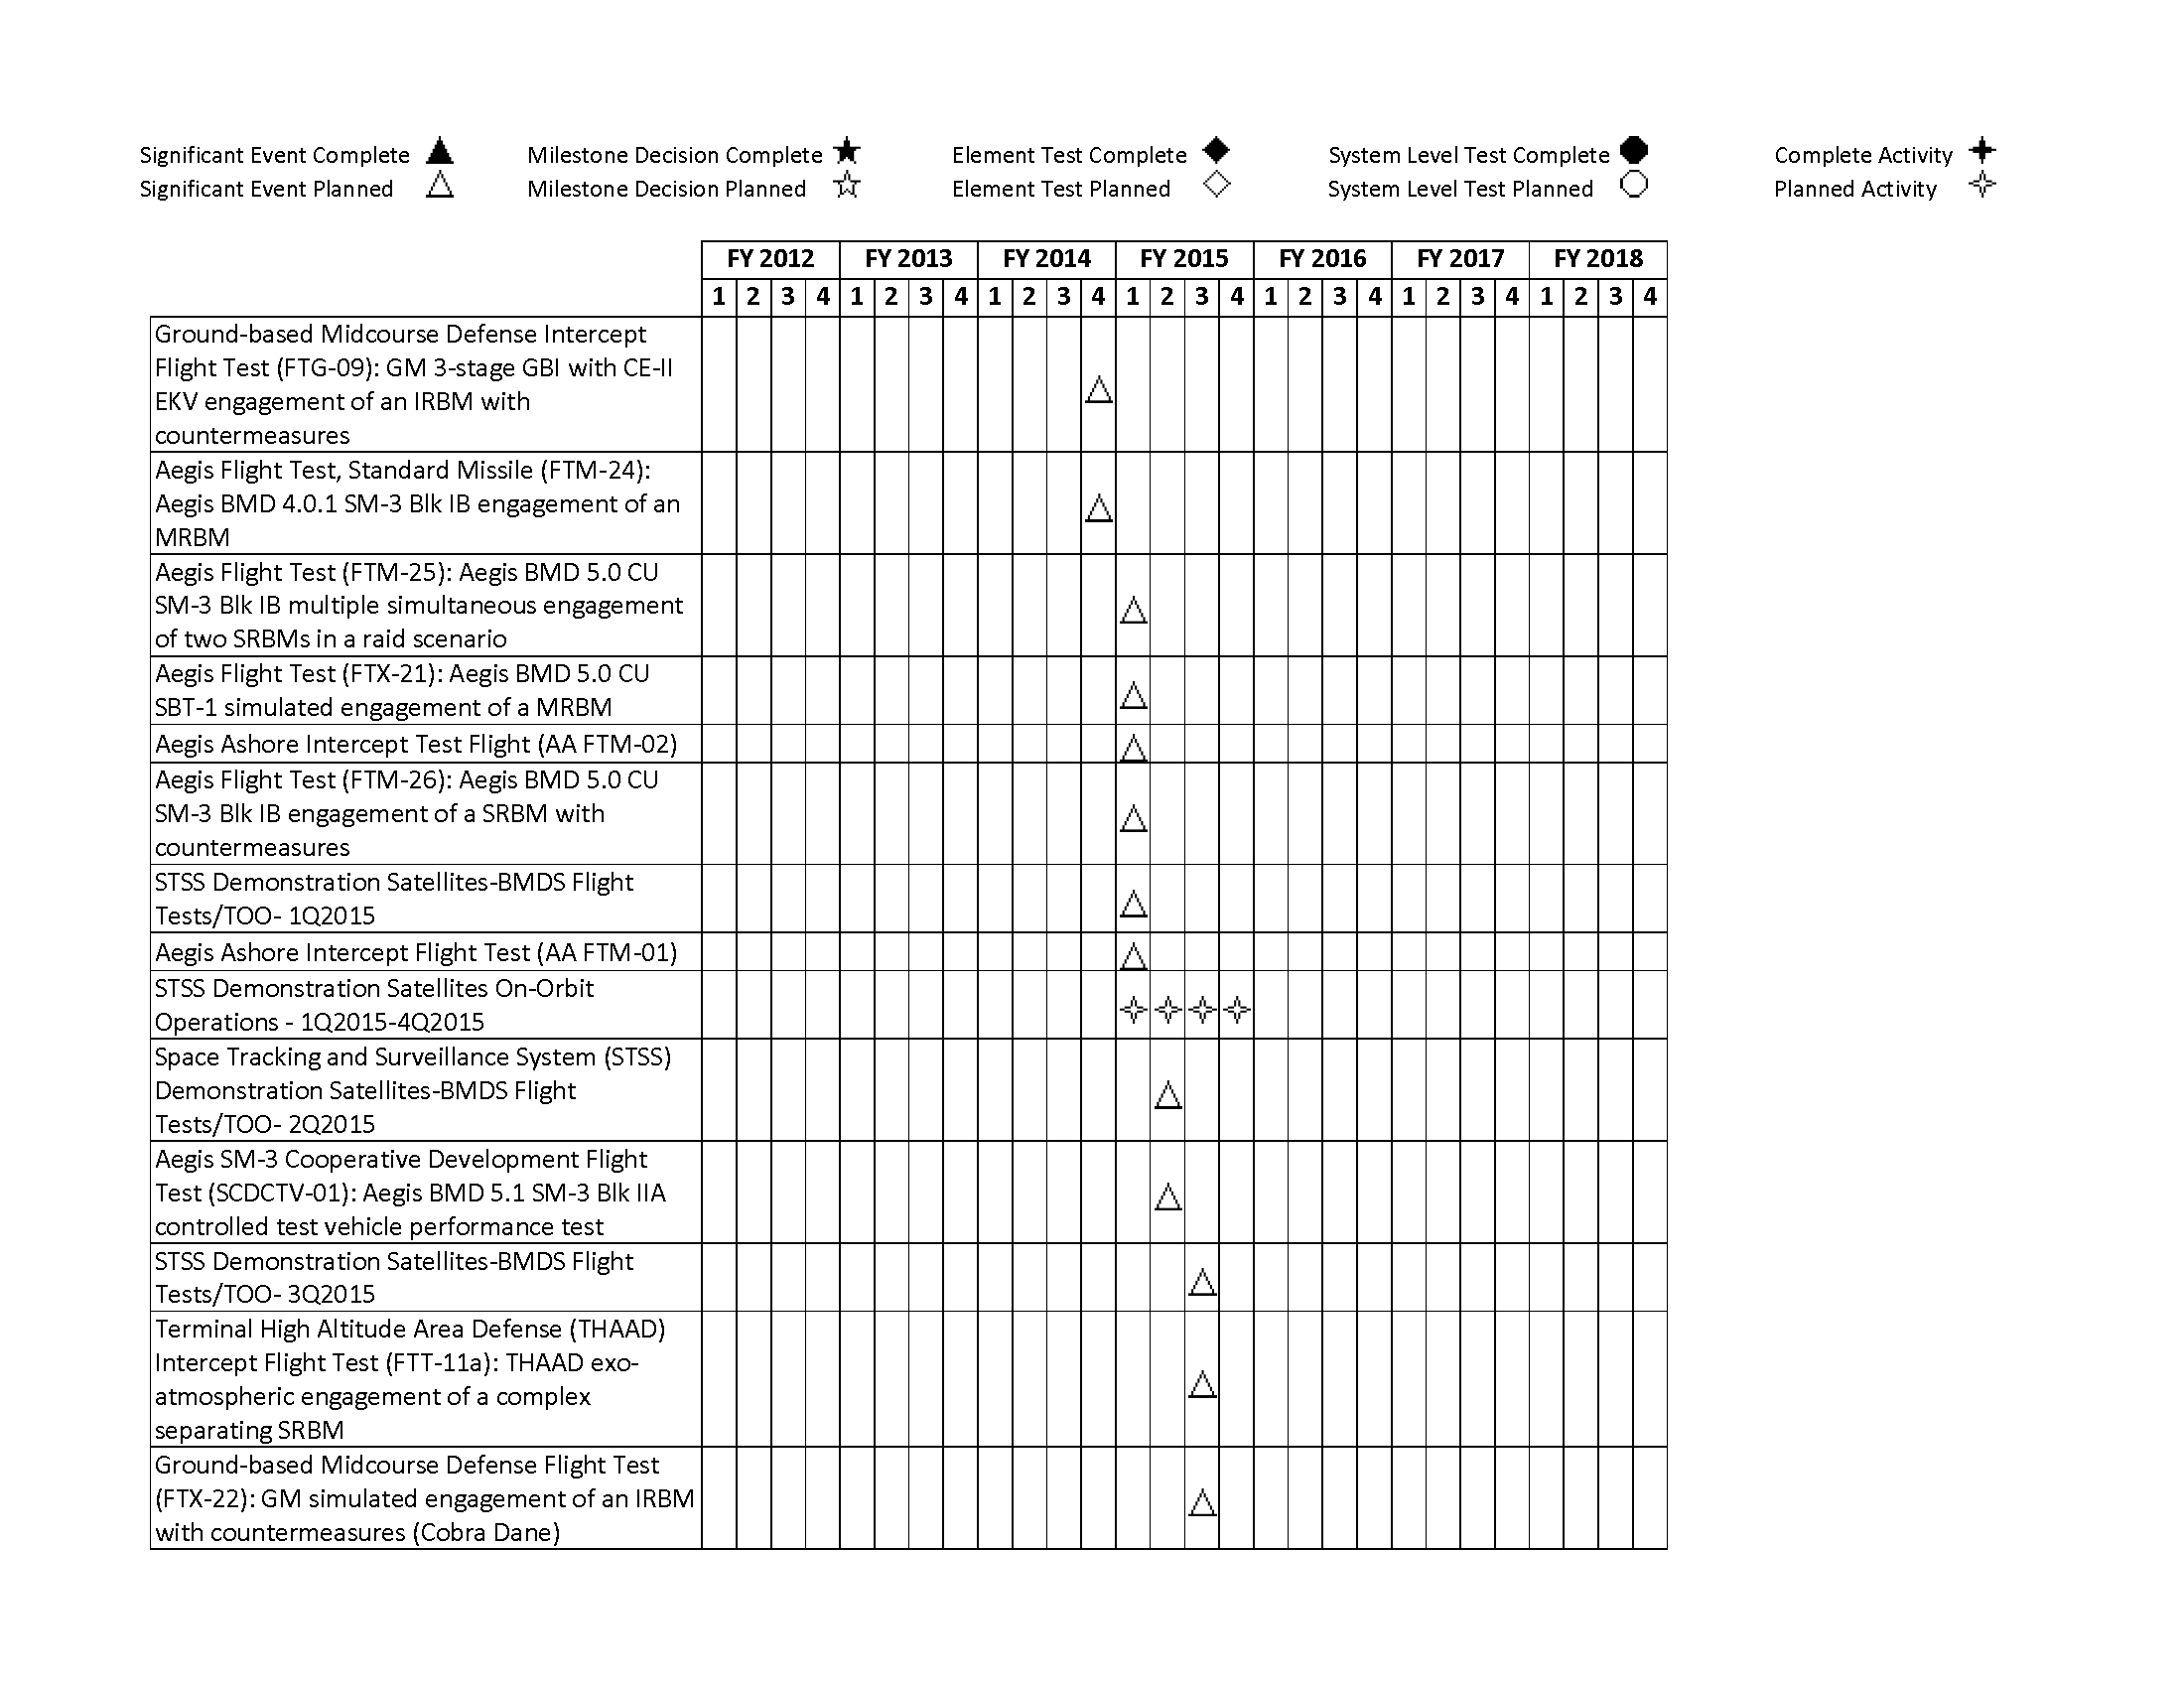 Significant Event Complete ▲ Milestone Decision Complete ★ Element Test Complete ◆ System Level Test Complete ⬣ Complete Activity ✦
Significant Event Planned △ Milestone Decision Planned ☆ Element Test Planned ◇ System Level Test Planned ○ Planned Activity ✧
FY 2012 FY 2013 FY 2014 FY 2015 FY 2016 FY 2017 FY 2018
1 2 3 4 1 2 3 4 1 2 3 4 1 2 3 4 1 2 3 4 1 2 3 4 1 2 3 4
Ground-based Midcourse Defense Intercept
Flight Test (FTG-09): GM 3-stage GBI with CE-II
EKV engagement of an IRBM with
countermeasures
Aegis Flight Test, Standard Missile (FTM-24):
Aegis BMD 4.0.1 SM-3 Blk IB engagement of an
MRBM
Aegis Flight Test (FTM-25): Aegis BMD 5.0 CU
SM-3 Blk IB multiple simultaneous engagement
of two SRBMs in a raid scenario
Aegis Flight Test (FTX-21): Aegis BMD 5.0 CU
SBT-1 simulated engagement of a MRBM
Aegis Ashore Intercept Test Flight (AA FTM-02)
Aegis Flight Test (FTM-26): Aegis BMD 5.0 CU
SM-3 Blk IB engagement of a SRBM with
countermeasures
STSS Demonstration Satellites-BMDS Flight
Tests/TOO- 1Q2015
Aegis Ashore Intercept Flight Test (AA FTM-01)
STSS Demonstration Satellites On-Orbit
Operations - 1Q2015-4Q2015
Space Tracking and Surveillance System (STSS)
Demonstration Satellites-BMDS Flight
Tests/TOO- 2Q2015
Aegis SM-3 Cooperative Development Flight
Test (SCDCTV-01): Aegis BMD 5.1 SM-3 Blk IIA
controlled test vehicle performance test
STSS Demonstration Satellites-BMDS Flight
Tests/TOO- 3Q2015
Terminal High Altitude Area Defense (THAAD)
Intercept Flight Test (FTT-11a): THAAD exo-
atmospheric engagement of a complex
separating SRBM
Ground-based Midcourse Defense Flight Test
(FTX-22): GM simulated engagement of an IRBM
with countermeasures (Cobra Dane)